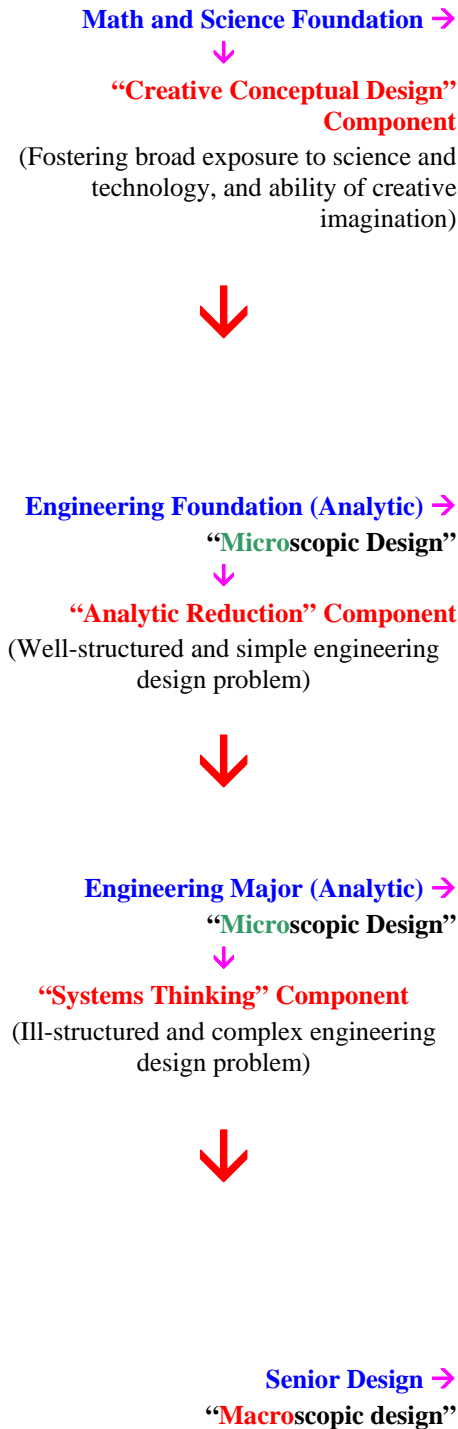 Math and Science Foundation →
↓
“Creative Conceptual Design”
Component
(Fostering broad exposure to science and
technology, and ability of creative
imagination)
↓
Engineering Foundation (Analytic) →
“Microscopic Design”
↓
“Analytic Reduction” Component
(Well-structured and simple engineering
design problem)
↓
Engineering Major (Analytic) →
“Microscopic Design”
↓
“Systems Thinking” Component
(Ill-structured and complex engineering
design problem)
↓
Senior Design →
“Macroscopic design”